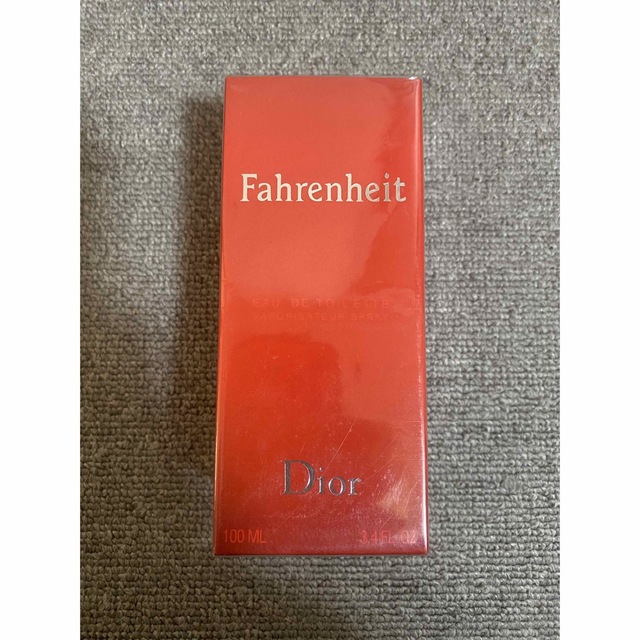 Fahrenheit
EAU DE TOILETTE
VAPORISATEUR SPRAY
Dior
100 ML 3.4 FL. OZ